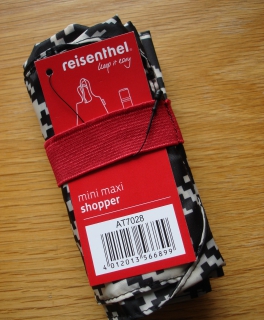 reisenthel®
keep it easy
mini maxi
shopper
AT7028
4 012013 566899